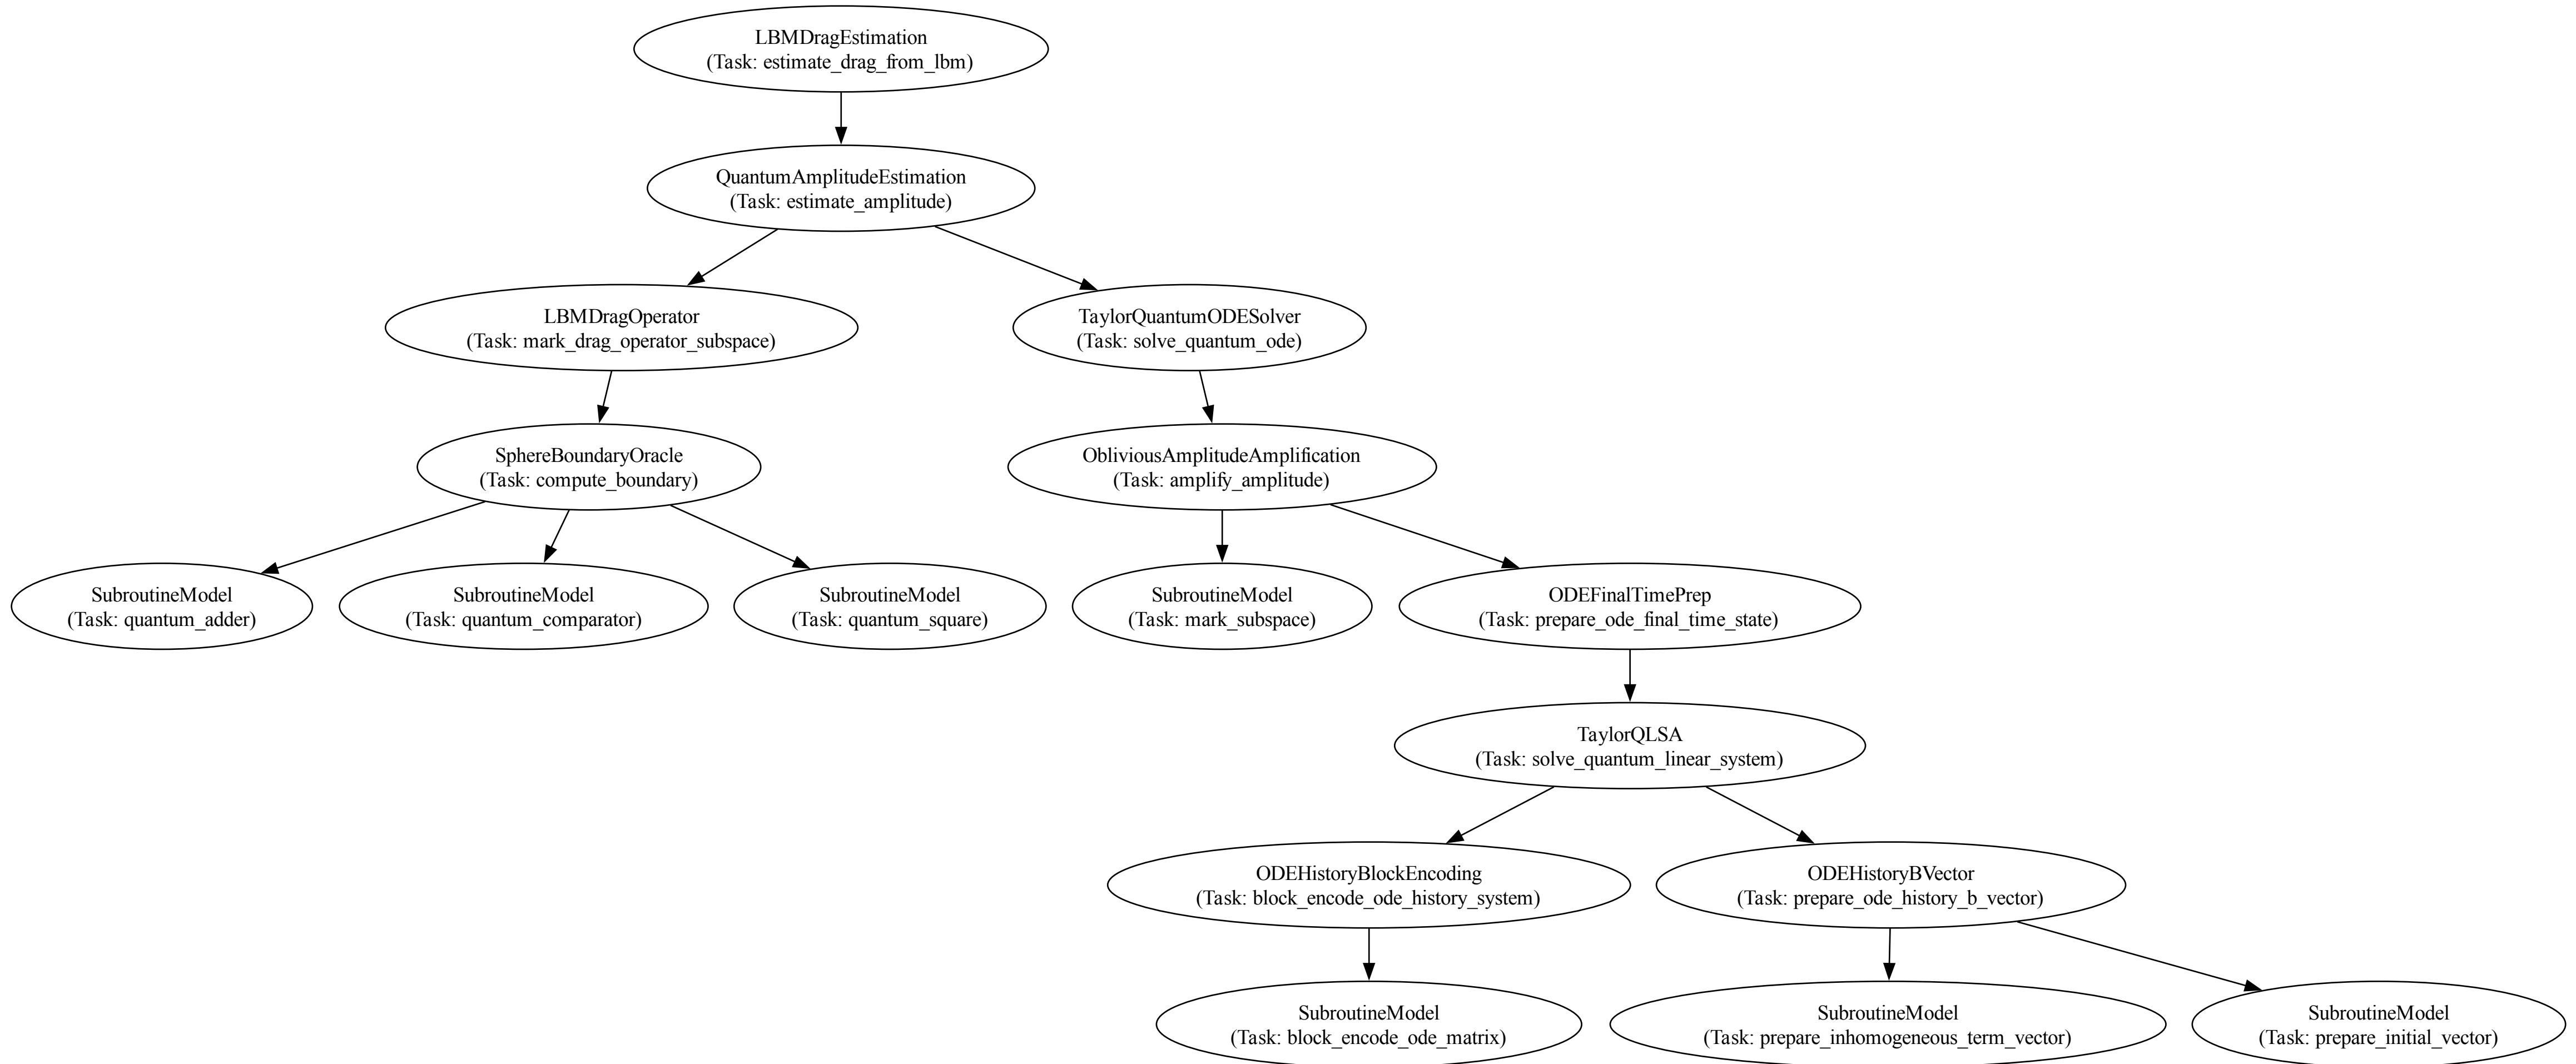 LBMDragEstimation
(Task: estimate_drag_from_lbm)
QuantumAmplitudeEstimation
(Task: estimate_amplitude)
LBMDragOperator
(Task: mark_drag_operator_subspace)
TaylorQuantumODESolver
(Task: solve_quantum_ode)
SphereBoundaryOracle
(Task: compute_boundary)
ObliviousAmplitudeAmplification
(Task: amplify_amplitude)
SubroutineModel
(Task: quantum_adder)
SubroutineModel
(Task: quantum_comparator)
SubroutineModel
(Task: quantum_square)
SubroutineModel
(Task: mark_subspace)
ODEFinalTimePrep
(Task: prepare_ode_final_time_state)
TaylorQLSA
(Task: solve_quantum_linear_system)
ODEHistoryBlockEncoding
(Task: block_encode_ode_history_system)
ODEHistoryBVector
(Task: prepare_ode_history_b_vector)
SubroutineModel
(Task: block_encode_ode_matrix)
SubroutineModel
(Task: prepare_inhomogeneous_term_vector)
SubroutineModel
(Task: prepare_initial_vector)